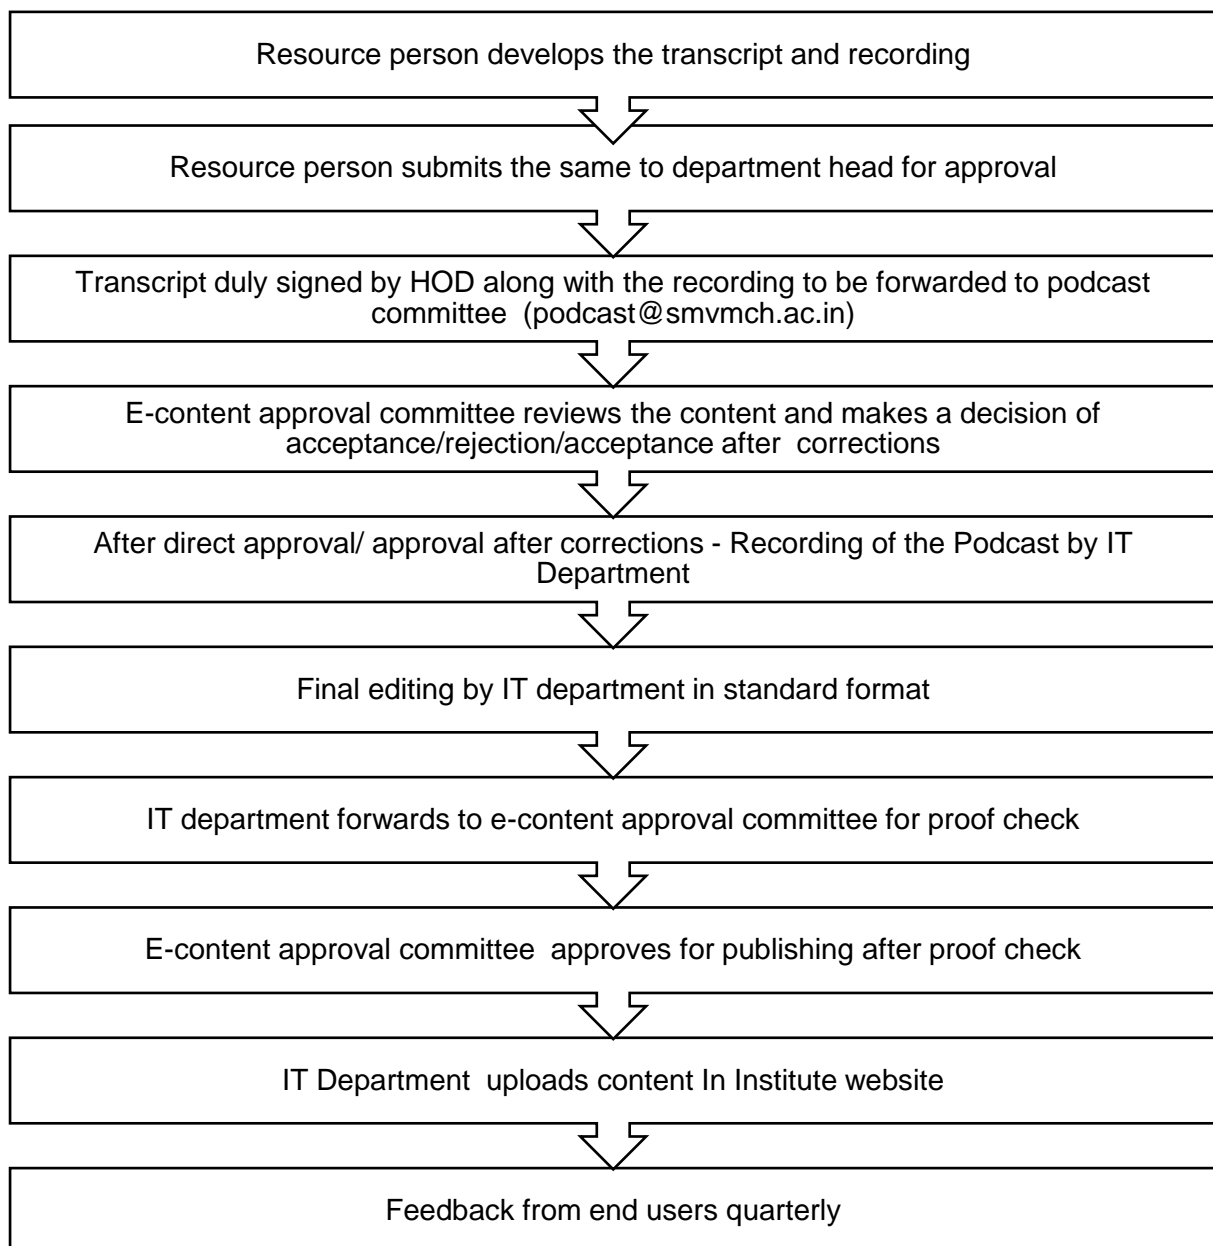 Resource person develops the transcript and recording
Resource person submits the same to department head for approval
Transcript duly signed by HOD along with the recording to be forwarded to podcast
committee  (podcast@smvmch.ac.in)
E-content approval committee reviews the content and makes a decision of
acceptance/rejection/acceptance after  corrections
After direct approval/ approval after corrections - Recording of the Podcast by IT
Department
Final editing by IT department in standard format
IT department forwards to e-content approval committee for proof check
E-content approval committee  approves for publishing after proof check
IT Department  uploads content In Institute website
Feedback from end users quarterly